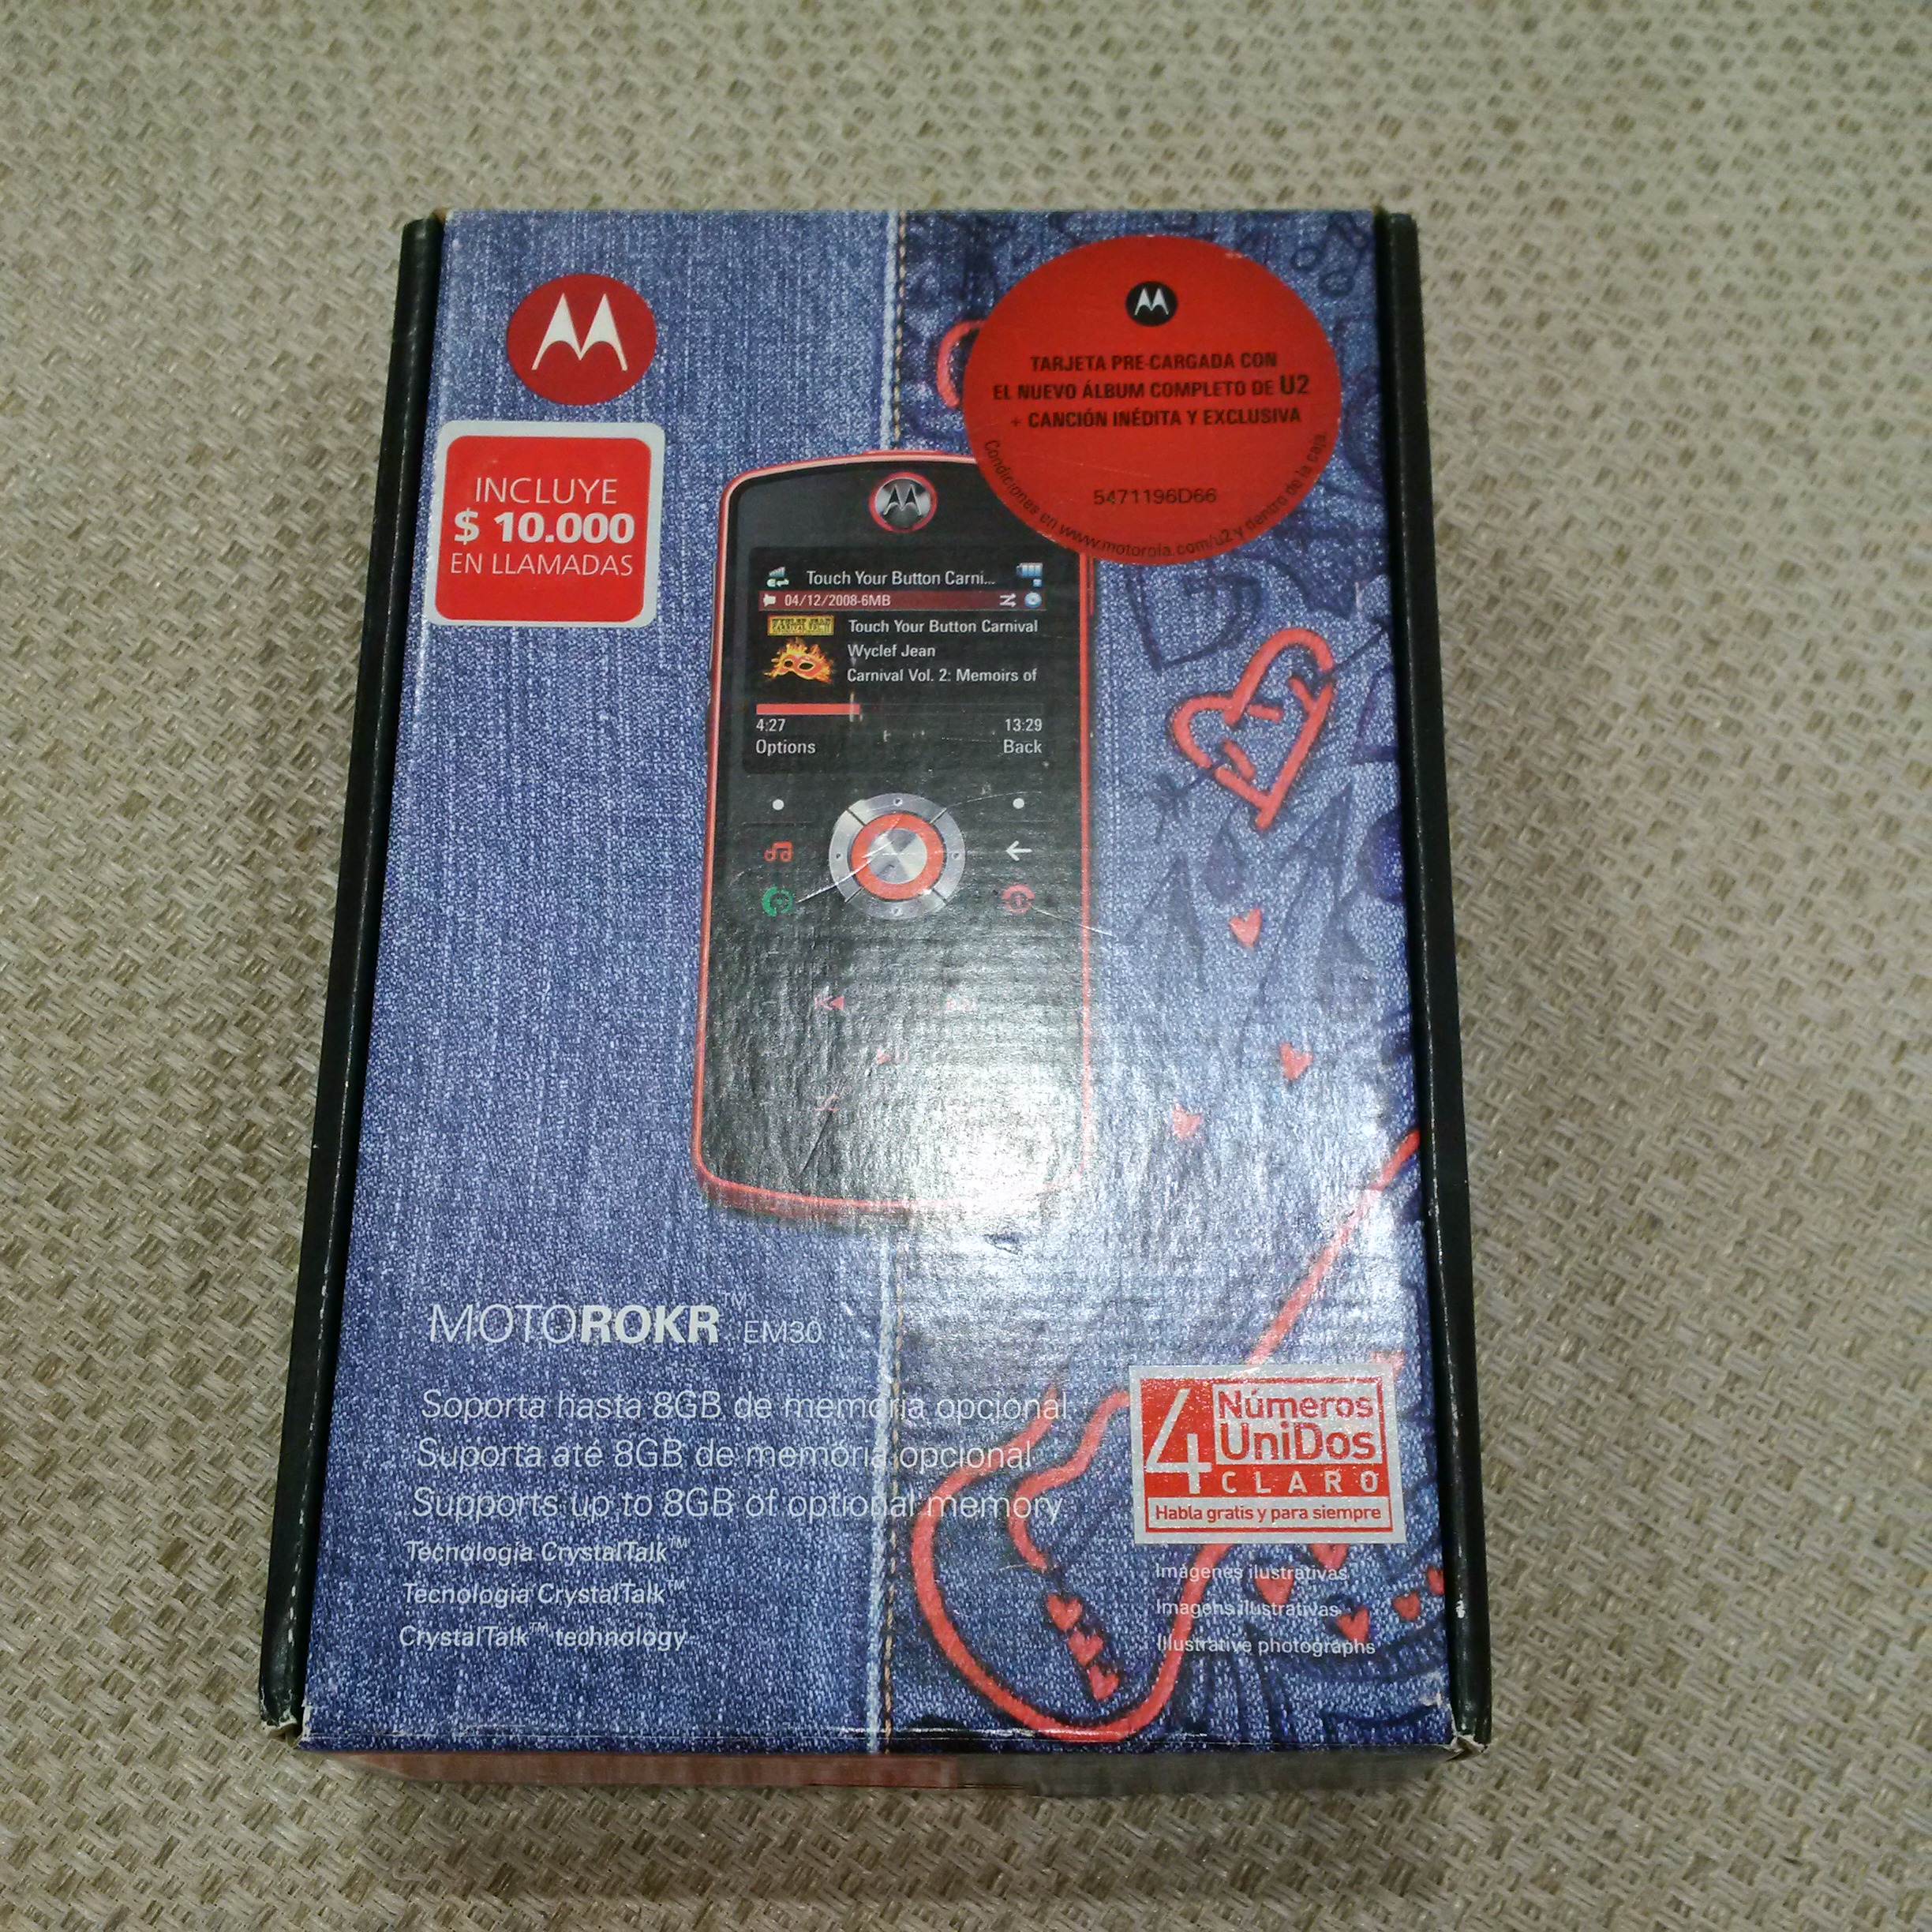 TARJETA PRE-CARGADA CON
EL NUEVO ÁLBUM COMPLETO DE U2
+ CANCIÓN INÉDITA Y EXCLUSIVA
5471196D66
Condiciones en www.motorola.com/u2 y dentro de la caja.
INCLUYE
$ 10.000
EN LLAMADAS
Touch Your Button Carni...
04/12/2008-6MB
Touch Your Button Carnival
Wyclef Jean
Carnival Vol. 2: Memoirs of
4:27 13:29
Options Back
MOTOROKR™ EM30
Soporta hasta 8GB de memoria opcional
Suporta até 8GB de memória opcional
Supports up to 8GB of optional memory
Tecnología CrystalTalk™
Tecnologia CrystalTalk™
CrystalTalk™ technology
4 Números
UniDos
CLARO
Habla gratis y para siempre
Imágenes ilustrativas
Imagens ilustrativas
Illustrative photographs